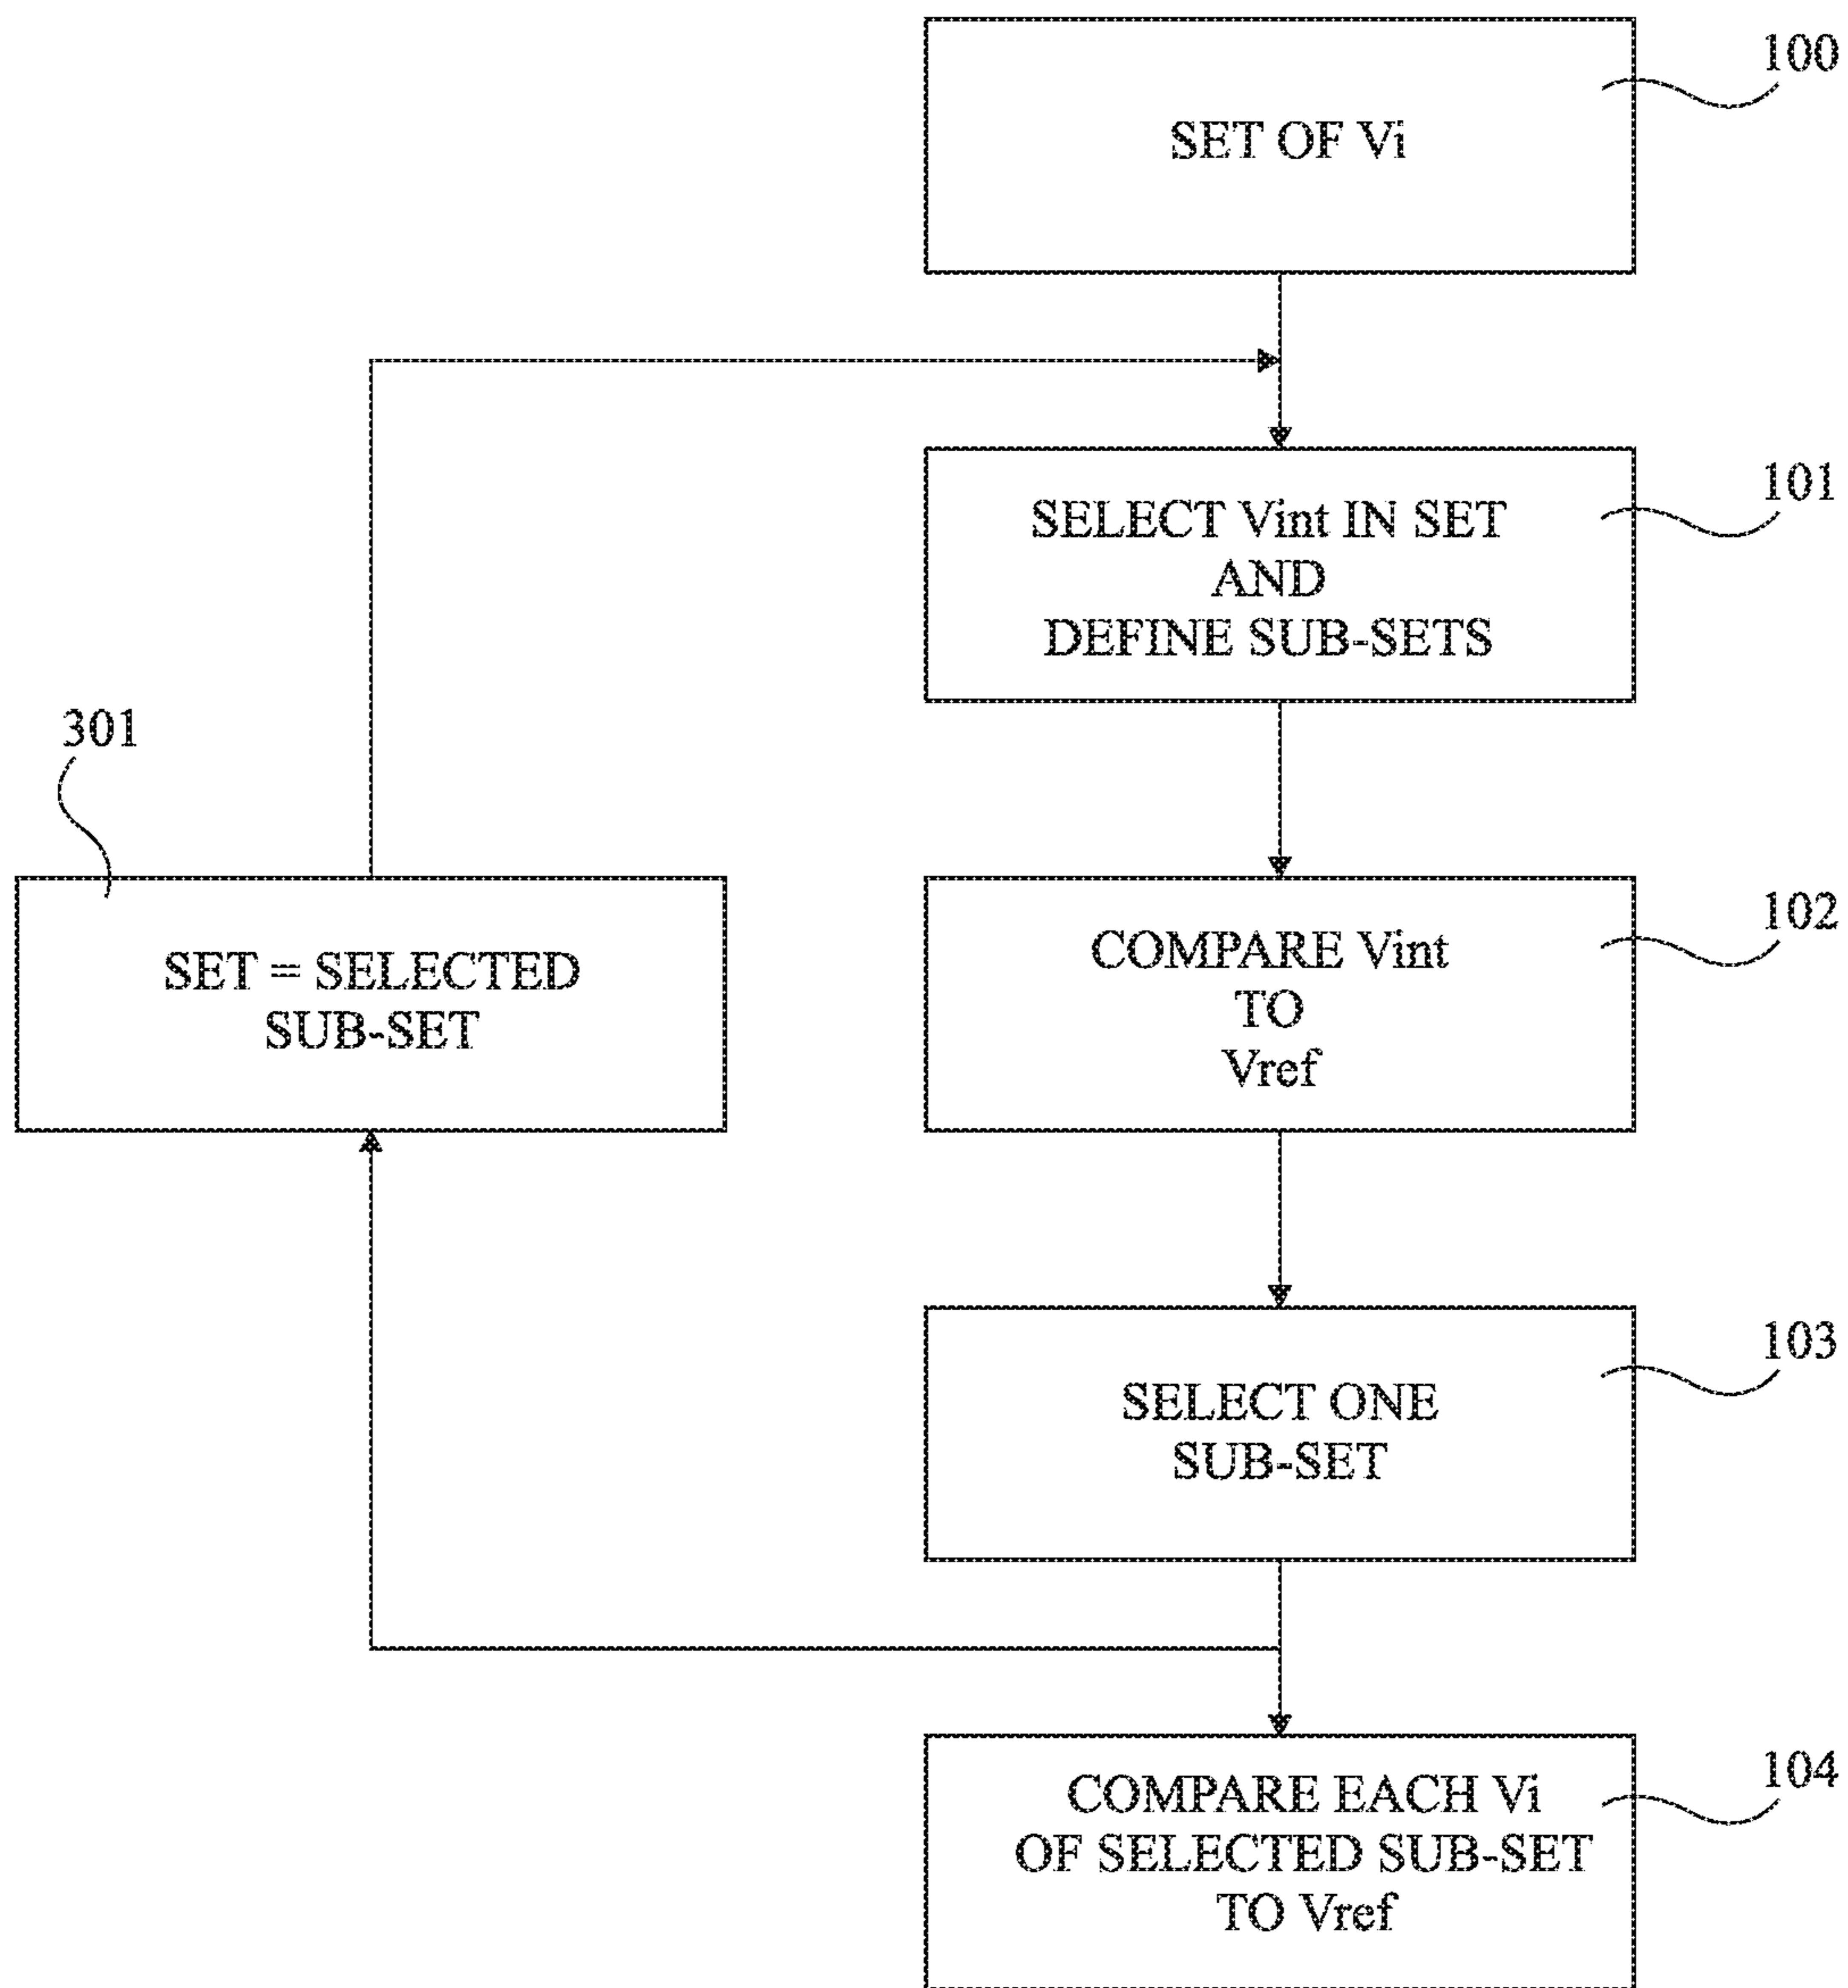 100
SET OF Vi
101
SELECT Vint IN SET
AND
DEFINE SUB-SETS
301
SET = SELECTED
SUB-SET
102
COMPARE Vint
TO
Vref
103
SELECT ONE
SUB-SET
104
COMPARE EACH Vi
OF SELECTED SUB-SET
TO Vref